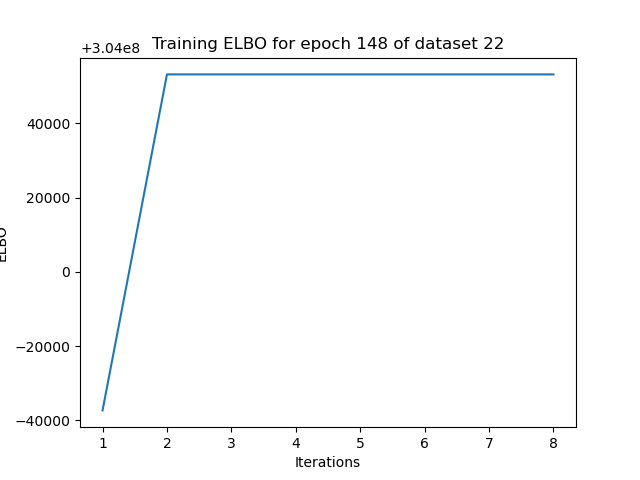 +3.04e8
Training ELBO for epoch 148 of dataset 22
40000
20000
0
−20000
−40000
ELBO
1 2 3 4 5 6 7 8
Iterations